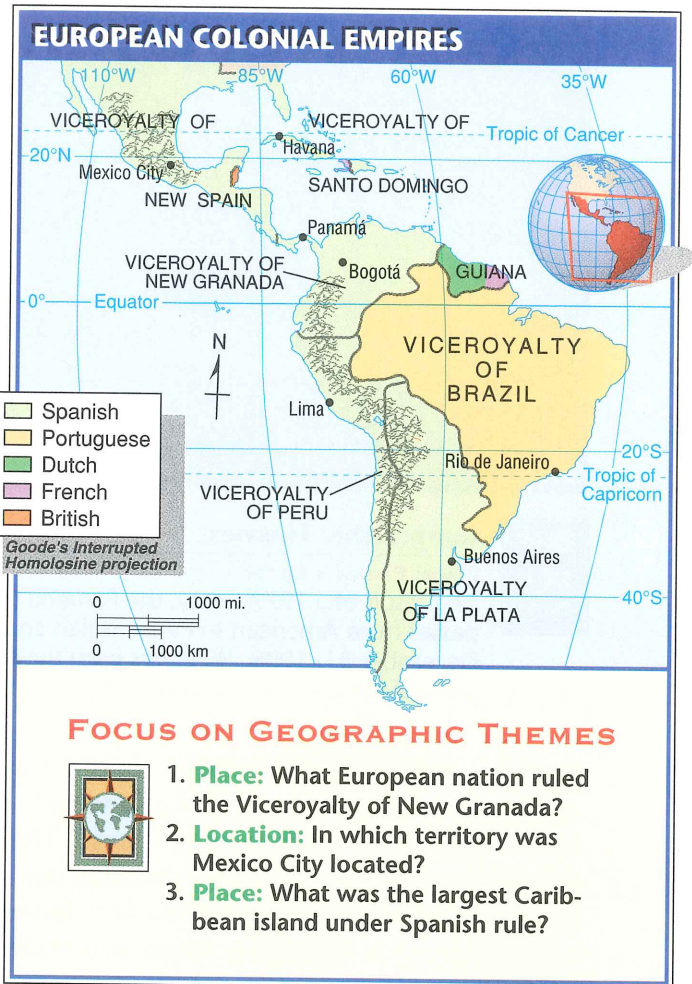 EUROPEAN COLONIAL EMPIRES
110°W
85°W
60°W
35°W
VICEROYALTY OF
VICEROYALTY OF
Tropic of Cancer
Havana
20°N
Mexico City
SANTO DOMINGO
NEW SPAIN
Panamá
VICEROYALTY OF
NEW GRANADA
Bogotá
GUIANA
0°
Equator
N
VICEROYALTY
OF
BRAZIL
Lima
Spanish
Portuguese
Dutch
French
British
20°S
Rio de Janeiro
Tropic of
Capricorn
VICEROYALTY
OF PERU
Goode's Interrupted
Homolosine projection
Buenos Aires
VICEROYALTY
OF LA PLATA
40°S
0 1000 mi.
0 1000 km
FOCUS ON GEOGRAPHIC THEMES
1. Place: What European nation ruled
the Viceroyalty of New Granada?
2. Location: In which territory was
Mexico City located?
3. Place: What was the largest Carib-
bean island under Spanish rule?